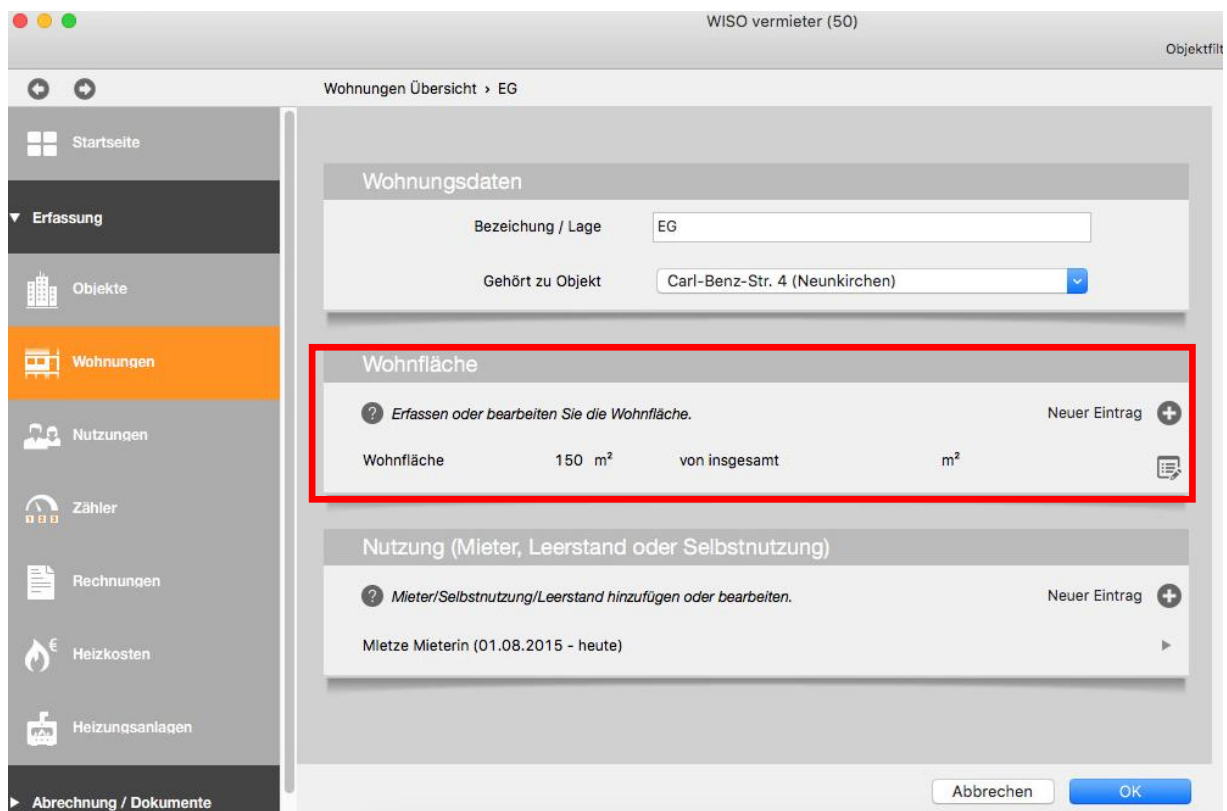 WISO vermieter (50)
Objektfilt
Wohnungen Übersicht › EG
Startseite
Erfassung
Objekte
Wohnungen
Nutzungen
Zähler
Rechnungen
Heizkosten
Heizungsanlagen
Abrechnung / Dokumente
Wohnungsdaten
Bezeichung / Lage EG
Gehört zu Objekt Carl-Benz-Str. 4 (Neunkirchen)
Wohnfläche
? Erfassen oder bearbeiten Sie die Wohnfläche. Neuer Eintrag
Wohnfläche 150 m² von insgesamt m²
Nutzung (Mieter, Leerstand oder Selbstnutzung)
? Mieter/Selbstnutzung/Leerstand hinzufügen oder bearbeiten. Neuer Eintrag
MIetze Mieterin (01.08.2015 - heute)
Abbrechen OK